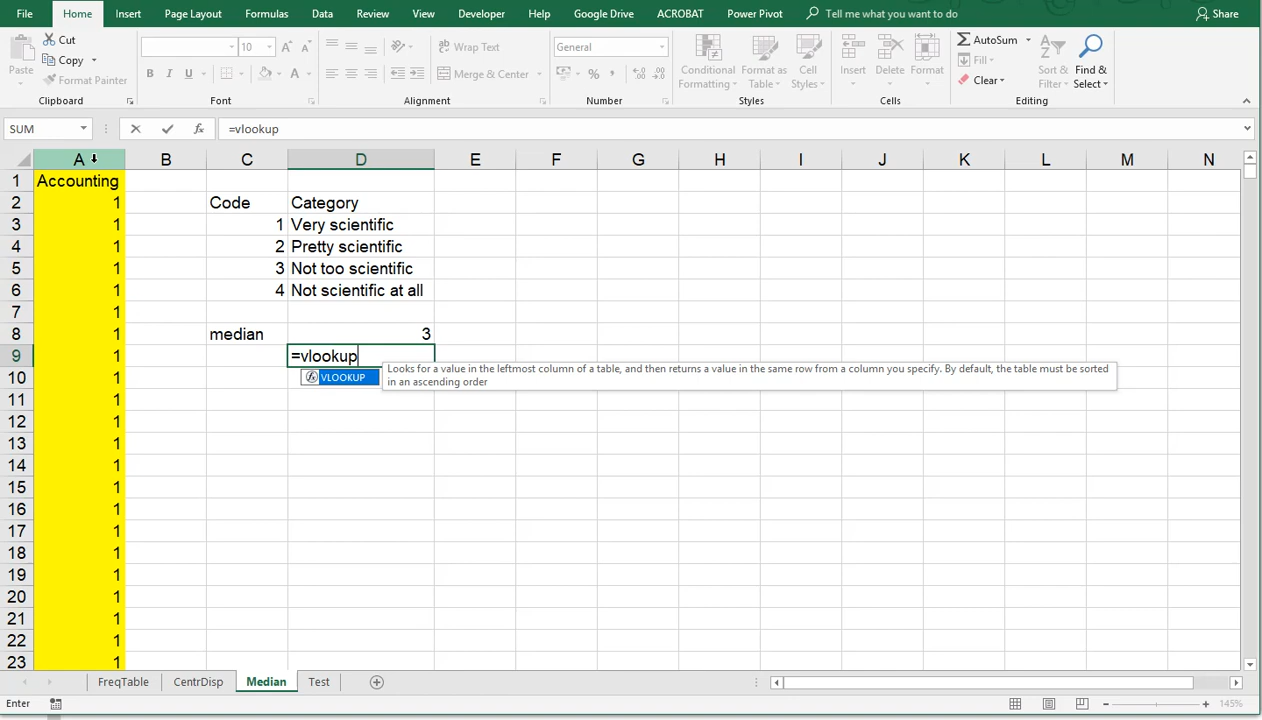 File Home Insert Page Layout Formulas Data Review View Developer Help Google Drive ACROBAT Power Pivot Tell me what you want to do Share
Cut
Copy
Format Painter
Paste
Clipboard
10 A A
B I U A
Font
Wrap Text
Merge & Center
Alignment
General
% ,
Number
Conditional Formatting
Format as Table
Cell Styles
Styles
Insert Delete Format
Cells
AutoSum
Fill
Clear
Sort & Filter
Find & Select
Editing
SUM fx =vlookup
A B C D E F G H M N I J K L
1 Accounting
2 1 Code Category
3 1 1 Very scientific
4 1 2 Pretty scientific
5 1 3 Not too scientific
6 1 4 Not scientific at all
7 1
8 1 median 3
9 1 =vlookup
Looks for a value in the leftmost column of a table, and then returns a value in the same row from a column you specify. By default, the table must be sorted
in an ascending order
10 1 fx VLOOKUP
11 1
12 1
13 1
14 1
15 1
16 1
17 1
18 1
19 1
20 1
21 1
22 1
23 1
FreqTable CentrDisp Median Test
Enter 145%